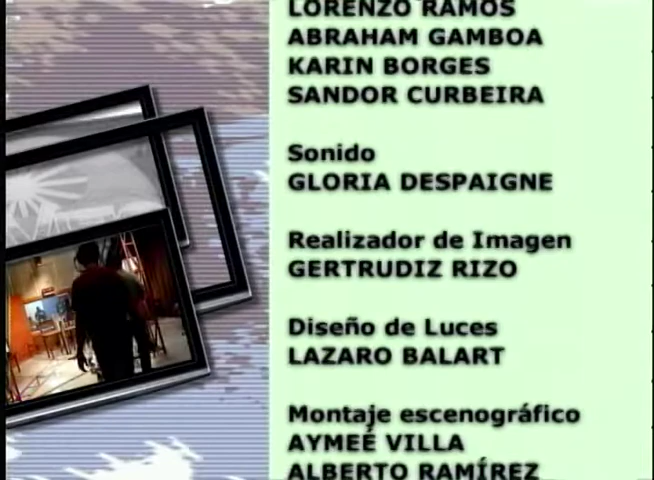 LORENZO RAMOS
ABRAHAM GAMBOA
KARIN BORGES
SANDOR CURBEIRA
Sonido
GLORIA DESPAIGNE
Realizador de Imagen
GERTRUDIZ RIZO
Diseño de Luces
LAZARO BALART
Montaje escenográfico
AYMEÉ VILLA
ALBERTO RAMÍREZ